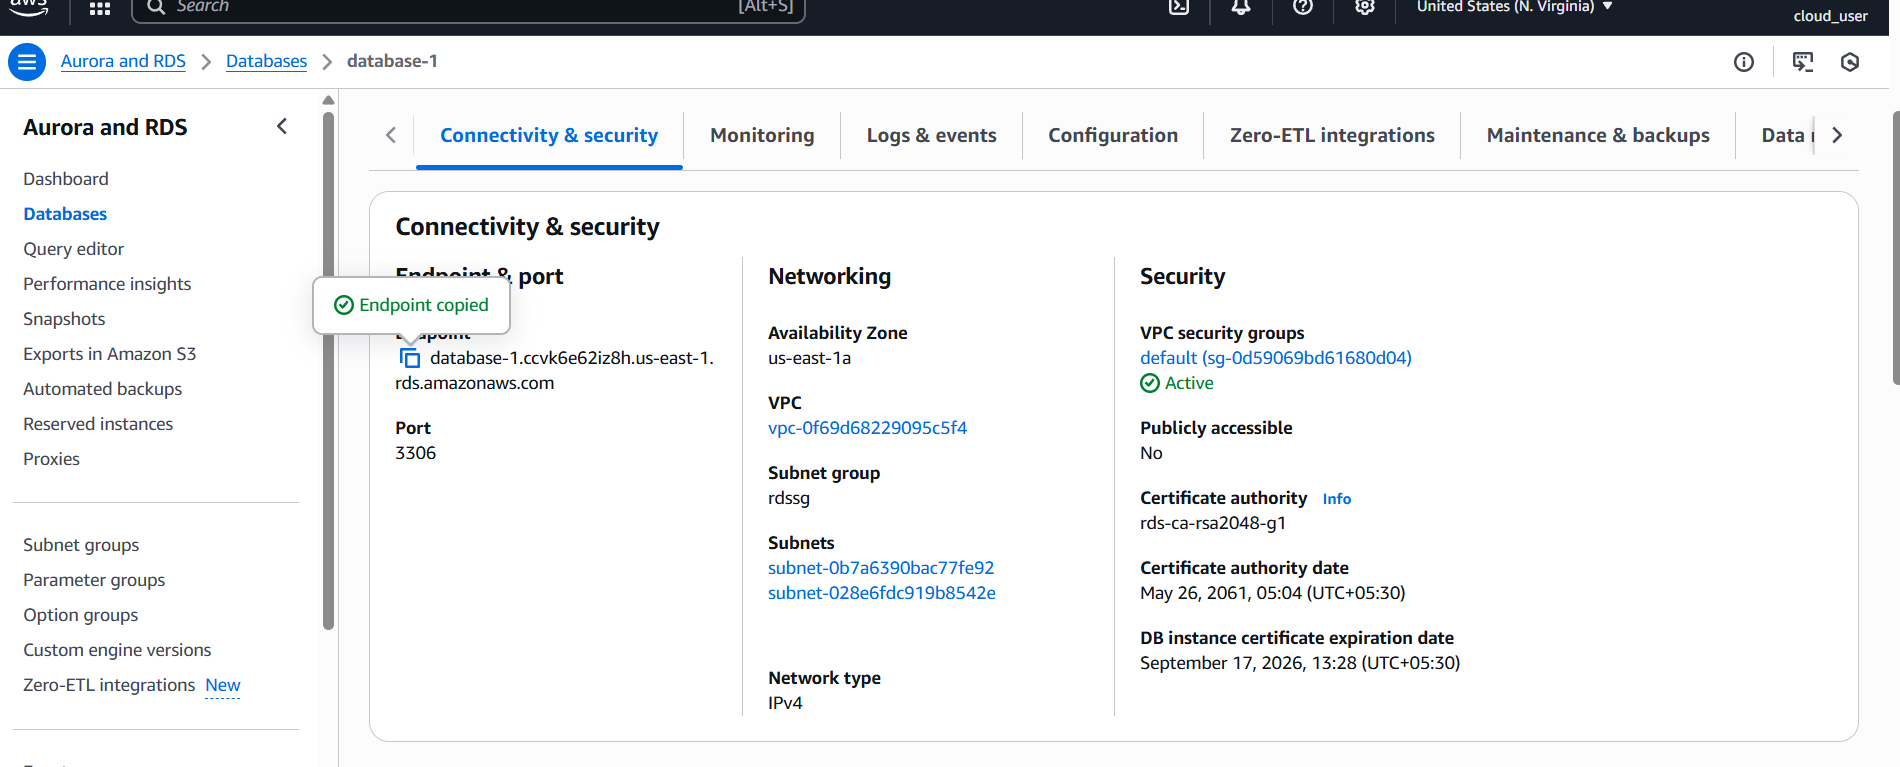 aws
Search
[Alt+S]
United States (N. Virginia)
cloud_user
Aurora and RDS
Databases
database-1
Aurora and RDS
Dashboard
Databases
Query editor
Performance insights
Snapshots
Exports in Amazon S3
Automated backups
Reserved instances
Proxies
Subnet groups
Parameter groups
Option groups
Custom engine versions
Zero-ETL integrations New
Connectivity & security
Monitoring
Logs & events
Configuration
Zero-ETL integrations
Maintenance & backups
Data
Connectivity & security
Endpoint & port
Endpoint copied
Endpoint
database-1.ccvk6e62iz8h.us-east-1.
rds.amazonaws.com
Port
3306
Networking
Availability Zone
us-east-1a
VPC
vpc-0f69d68229095c5f4
Subnet group
rdssg
Subnets
subnet-0b7a6390bac77fe92
subnet-028e6fdc919b8542e
Network type
IPv4
Security
VPC security groups
default (sg-0d59069bd61680d04)
Active
Publicly accessible
No
Certificate authority Info
rds-ca-rsa2048-g1
Certificate authority date
May 26, 2061, 05:04 (UTC+05:30)
DB instance certificate expiration date
September 17, 2026, 13:28 (UTC+05:30)